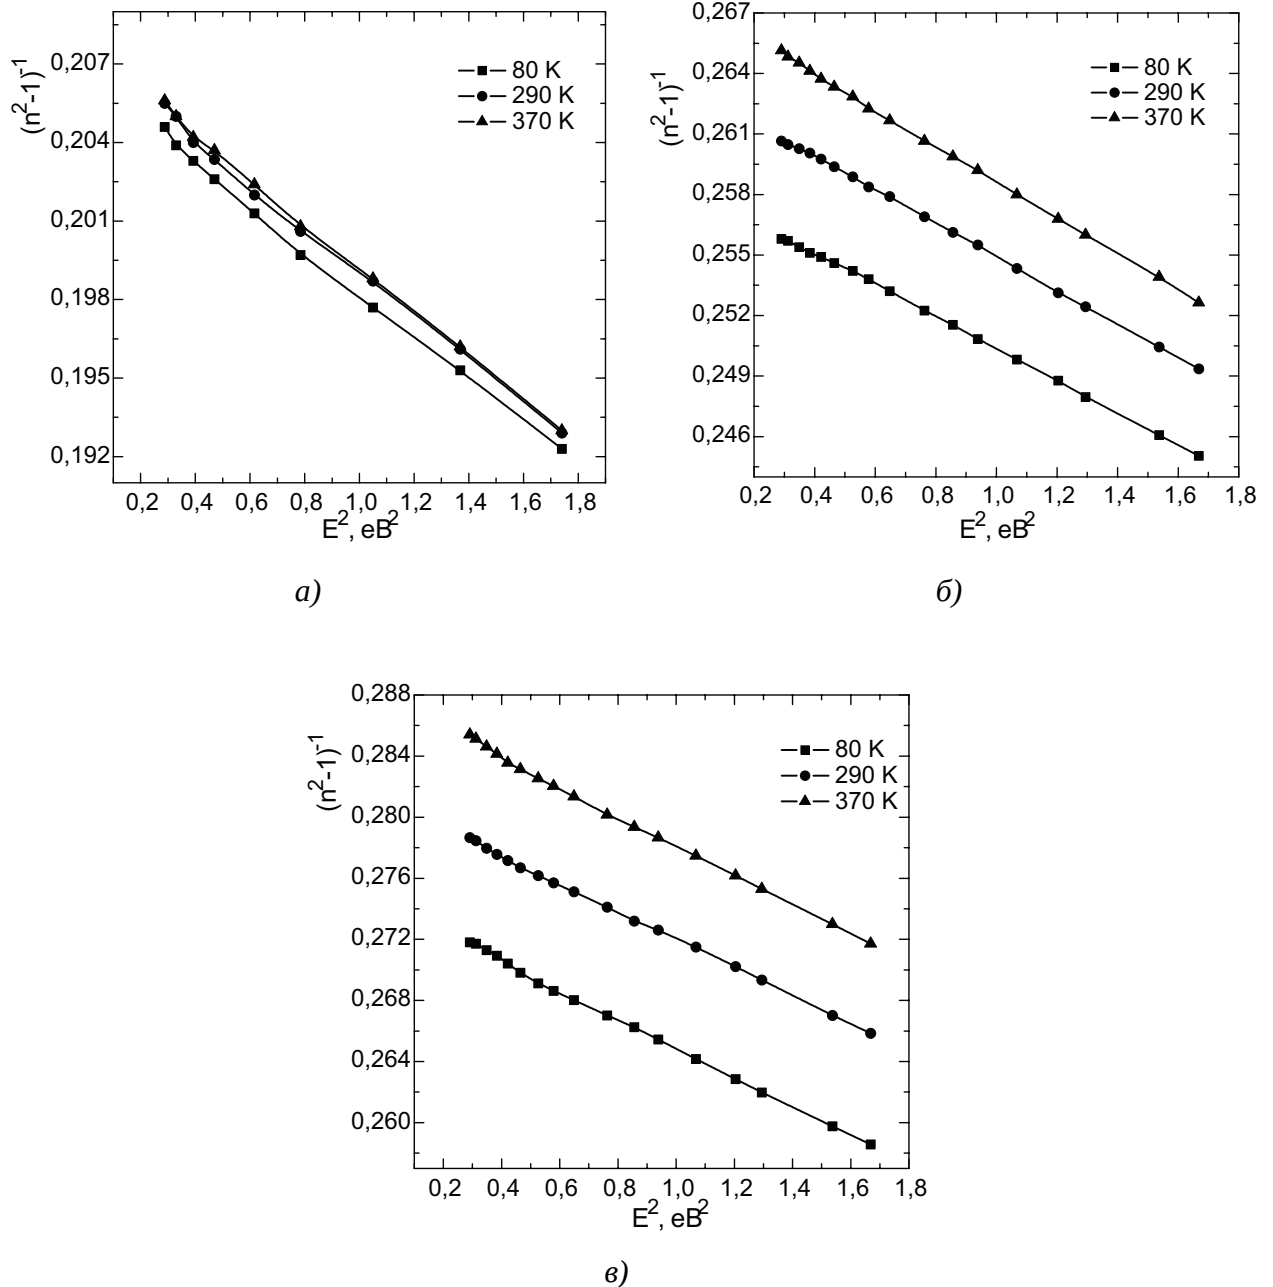 0,207
0,204
0,201
0,198
0,195
0,192
(n²-1)⁻¹
80 K
290 K
370 K
0,2 0,4 0,6 0,8 1,0 1,2 1,4 1,6 1,8
E², eB²
а)
0,267
0,264
0,261
0,258
0,255
0,252
0,249
0,246
(n²-1)⁻¹
80 K
290 K
370 K
0,2 0,4 0,6 0,8 1,0 1,2 1,4 1,6 1,8
E², eB²
б)
0,288
0,284
0,280
0,276
0,272
0,268
0,264
0,260
(n²-1)⁻¹
80 K
290 K
370 K
0,2 0,4 0,6 0,8 1,0 1,2 1,4 1,6 1,8
E², eB²
в)